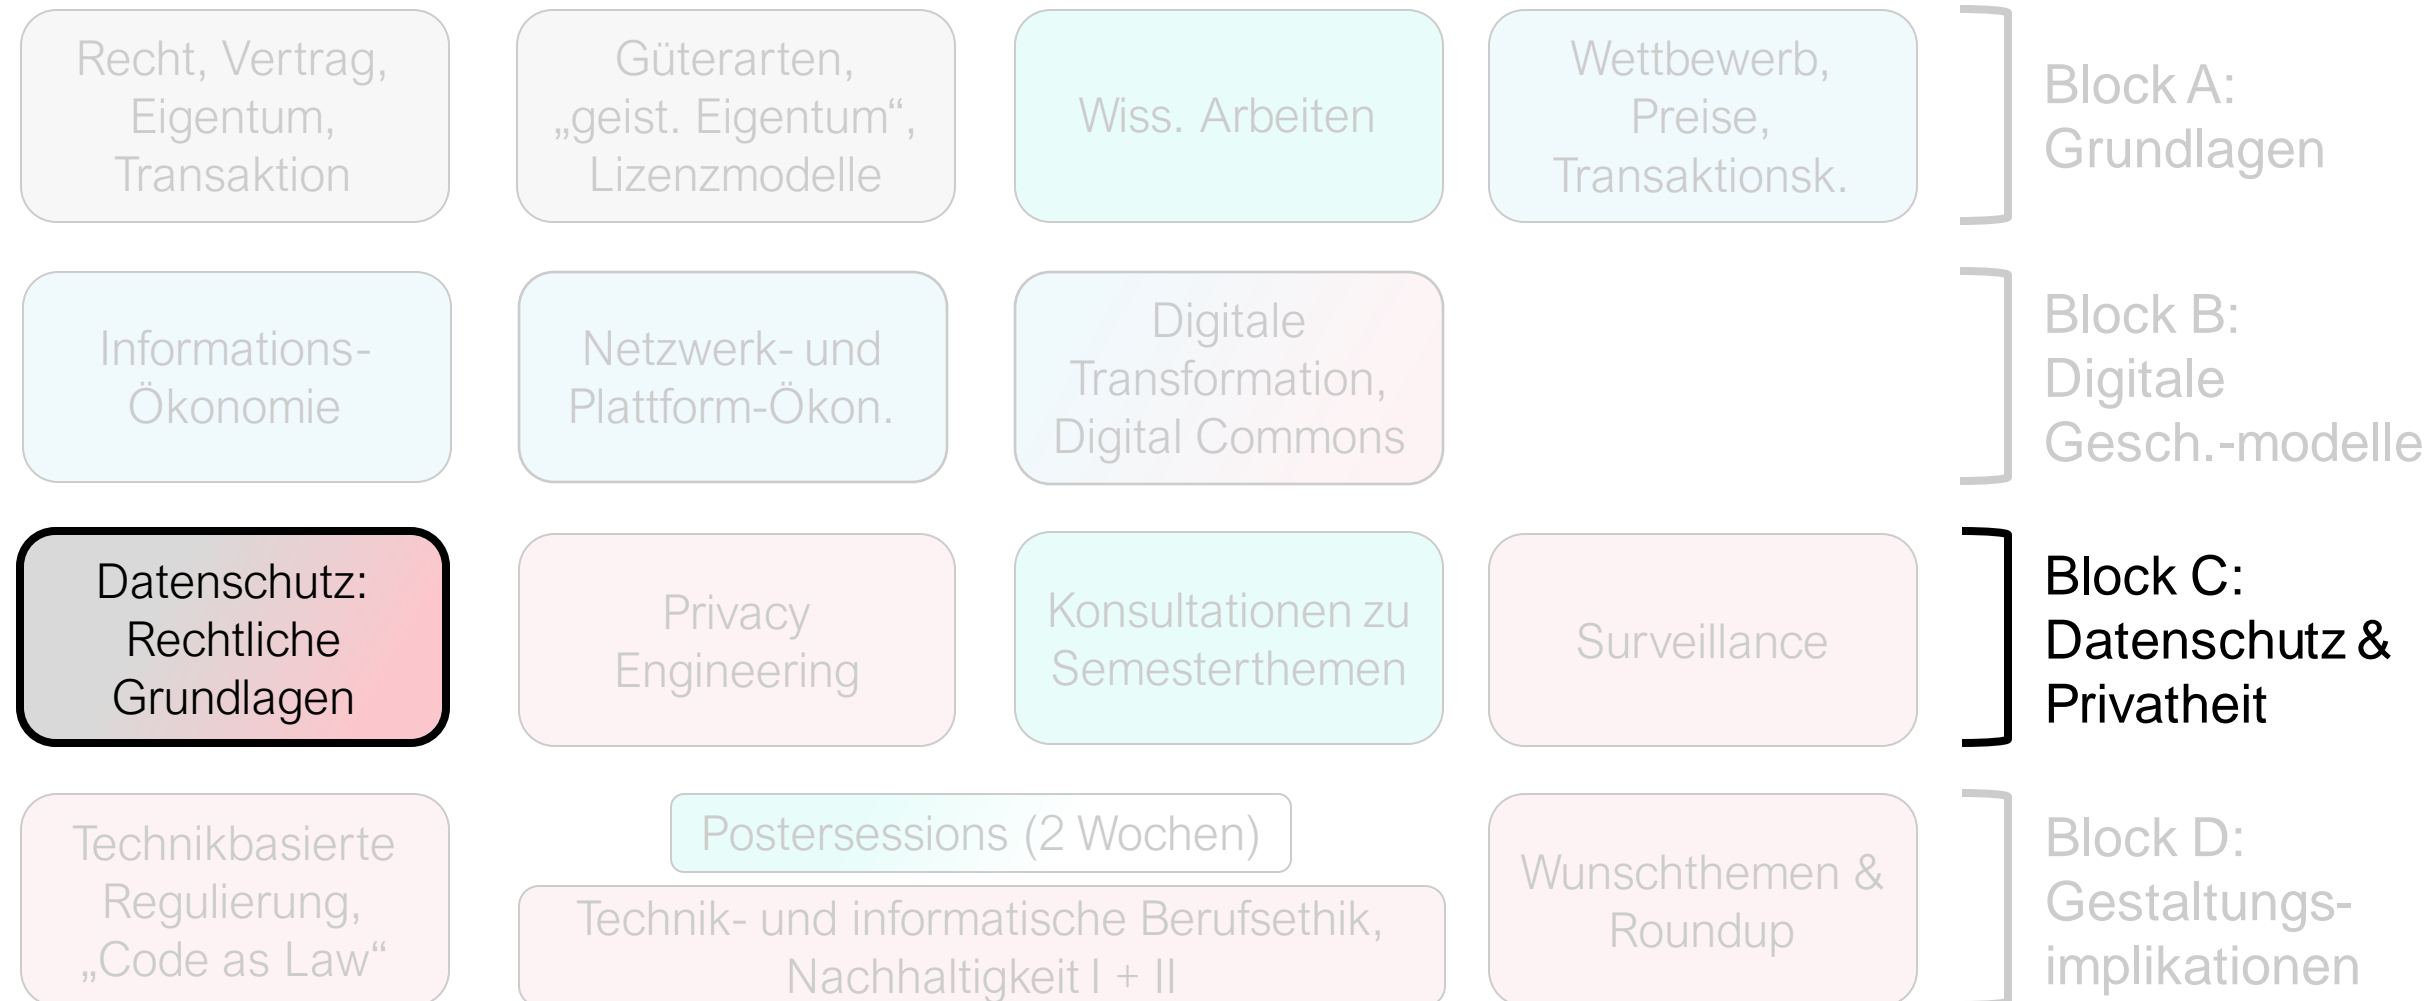 Recht, Vertrag,
Eigentum,
Transaktion
Güterarten,
„geist. Eigentum“,
Lizenzmodelle
Wiss. Arbeiten
Wettbewerb,
Preise,
Transaktionsk.
Block A:
Grundlagen
Informations-
Ökonomie
Netzwerk- und
Plattform-Ökon.
Digitale
Transformation,
Digital Commons
Block B:
Digitale
Gesch.-modelle
Datenschutz:
Rechtliche
Grundlagen
Privacy
Engineering
Konsultationen zu
Semesterthemen
Surveillance
Block C:
Datenschutz &
Privatheit
Technikbasierte
Regulierung,
„Code as Law“
Postersessions (2 Wochen)
Technik- und informatische Berufsethik,
Nachhaltigkeit I + II
Wunschthemen &
Roundup
Block D:
Gestaltungs-
implikationen